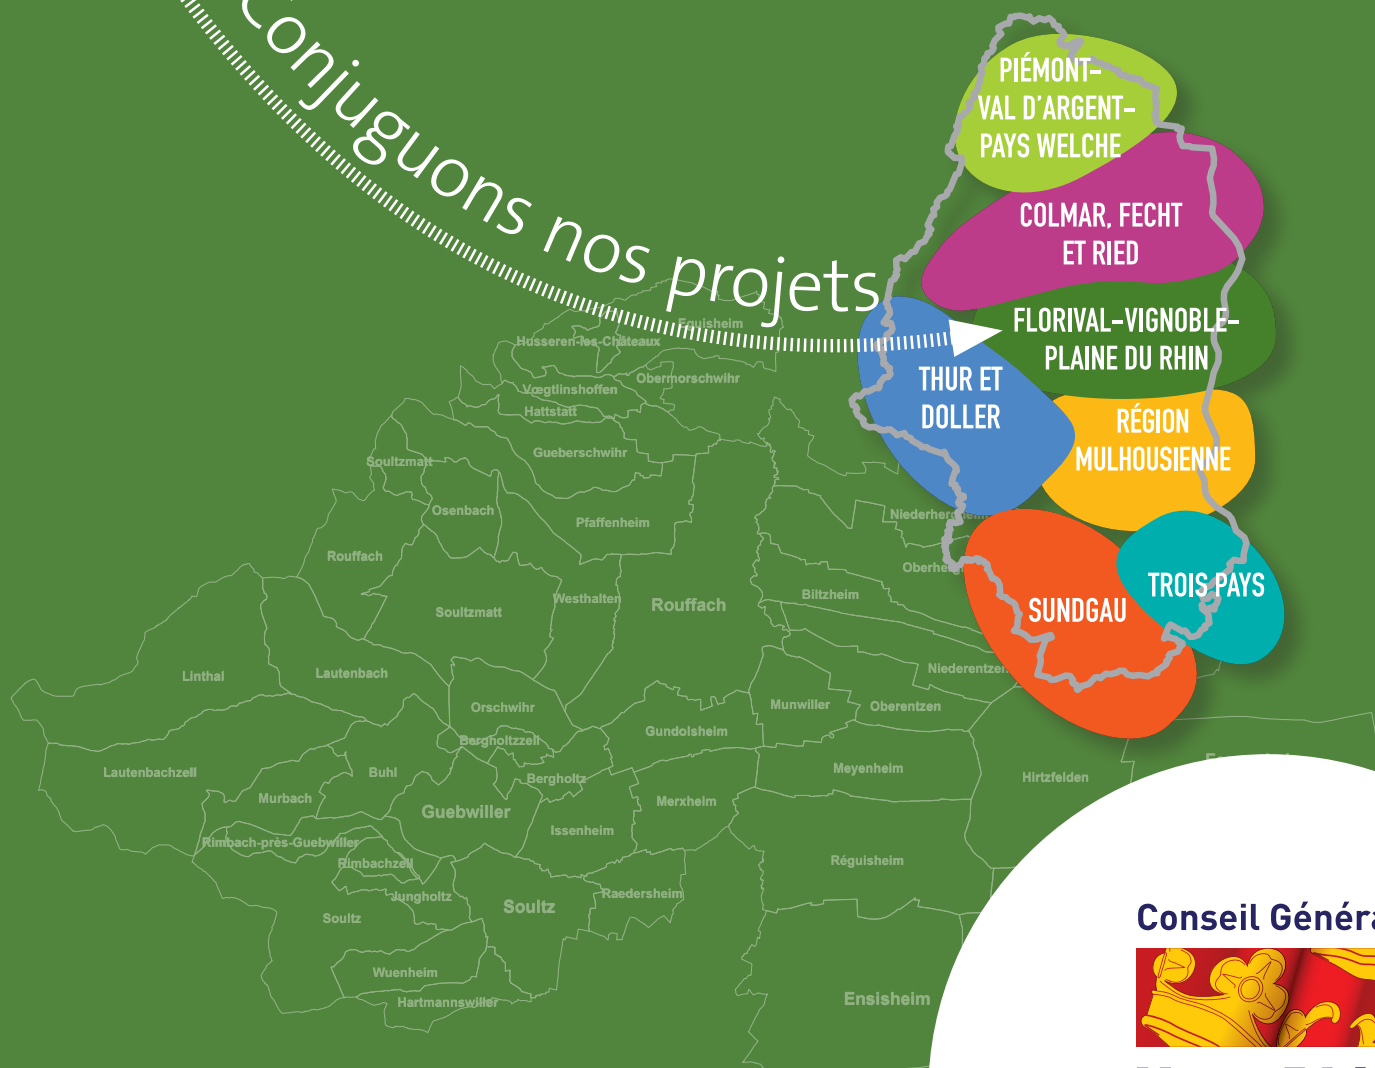 Conjuguons nos projets
PIÉMONT-
VAL D'ARGENT-
PAYS WELCHE
COLMAR, FECHT
ET RIED
FLORIVAL-VIGNOBLE-
PLAINE DU RHIN
THUR ET
DOLLER
RÉGION
MULHOUSIENNE
SUNDGAU
TROIS PAYS
Eguisheim
Husseren-les-Châteaux
Obermorschwihr
Vœgtlinshoffen
Hattstatt
Gueberschwihr
Soultzmatt
Osenbach
Pfaffenheim
Rouffach
Westhalten
Soultzmatt
Rouffach
Biltzheim
Linthal
Lautenbach
Niederentzen
Orschwihr
Munwiller
Oberentzen
Gundolsheim
Bergholtzzell
Lautenbachzell
Buhl
Bergholtz
Meyenheim
Hirtzfelden
Murbach
Merxheim
Guebwiller
Issenheim
Rimbach-près-Guebwiller
Rimbachzell
Réguisheim
Jungholtz
Raedersheim
Soultz
Soultz
Wuenheim
Hartmannswiller
Ensisheim
Conseil Généra